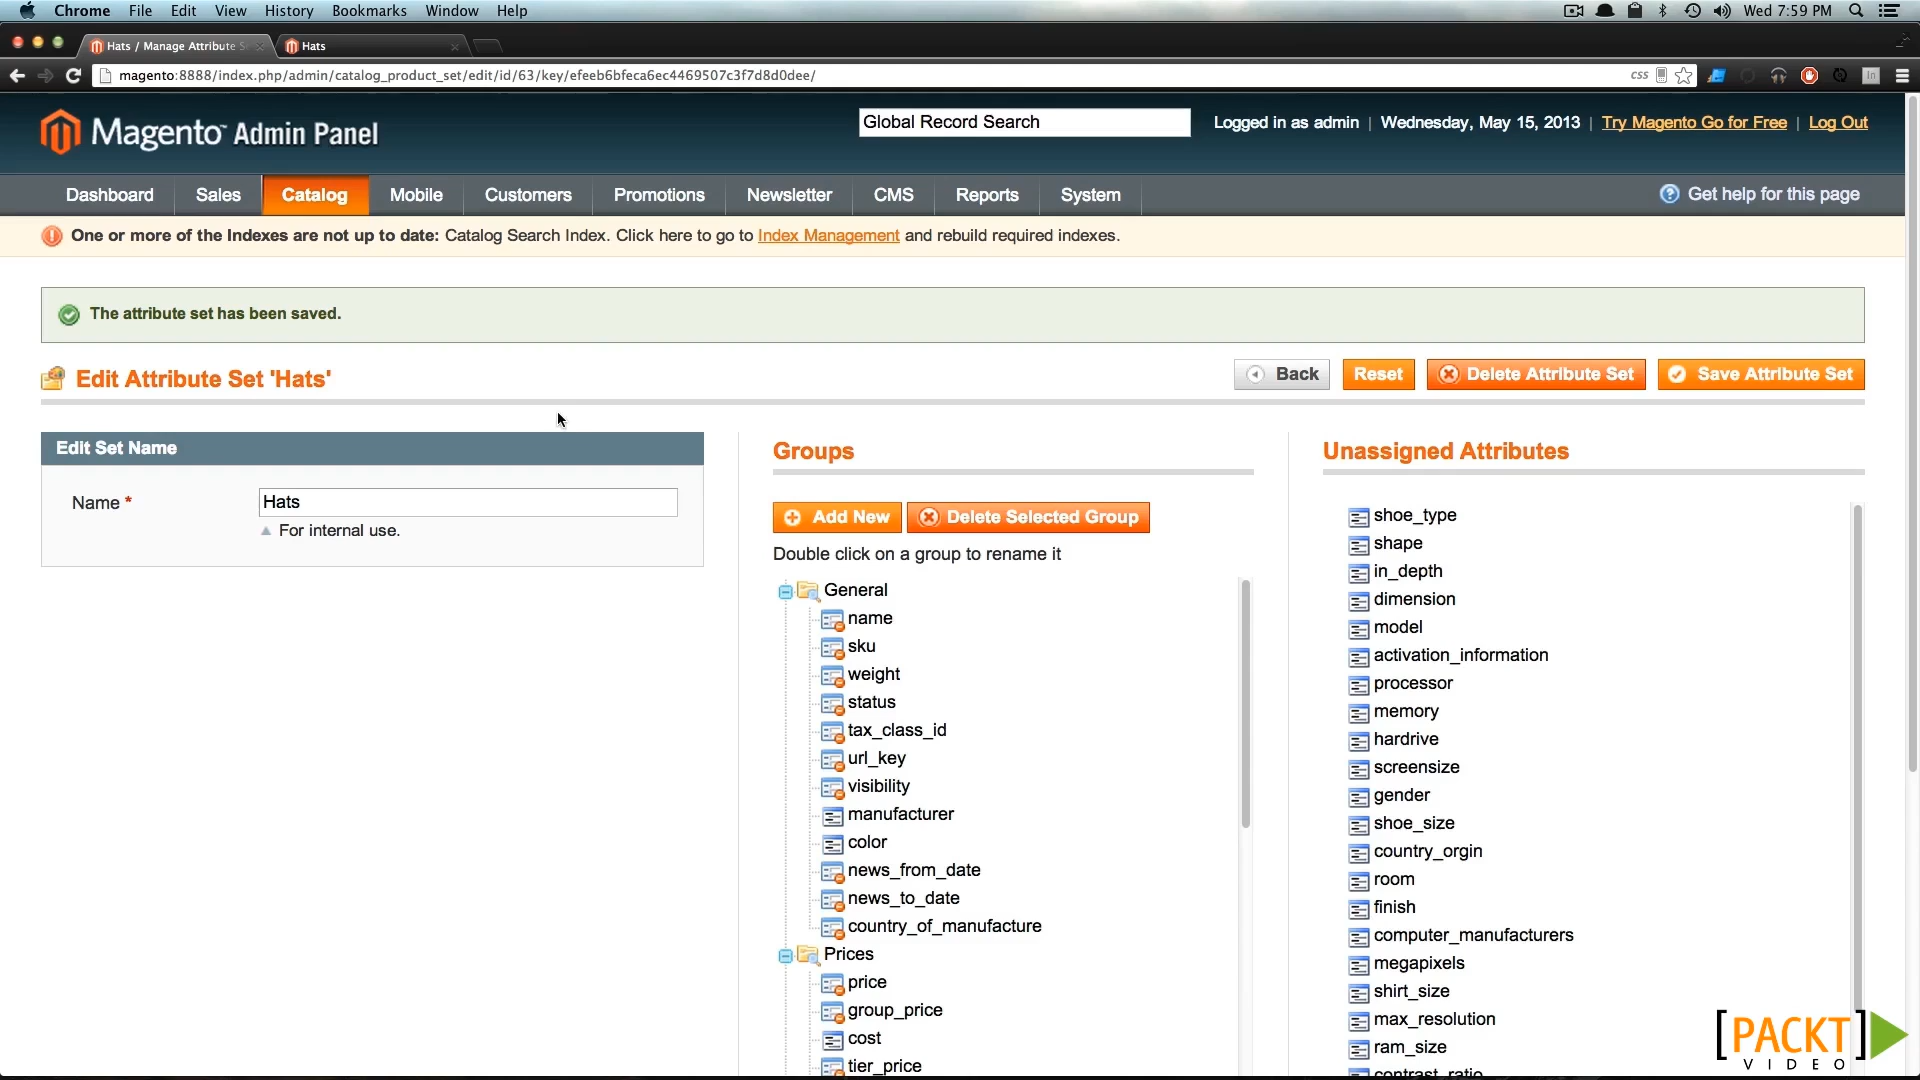 Chrome File Edit View History Bookmarks Window Help Wed 7:59 PM
Hats / Manage Attribute S Hats
magento:8888/index.php/admin/catalog_product_set/edit/id/63/key/efeeb6bfeca6ec4469507c3f7d8d0dee/ css In
Magento Admin Panel Global Record Search Logged in as admin | Wednesday, May 15, 2013 | Try Magento Go for Free | Log Out
Dashboard Sales Catalog Mobile Customers Promotions Newsletter CMS Reports System ? Get help for this page
One or more of the Indexes are not up to date: Catalog Search Index. Click here to go to Index Management and rebuild required indexes.
The attribute set has been saved.
Edit Attribute Set 'Hats' Back Reset Delete Attribute Set Save Attribute Set
Edit Set Name
Name *
Hats
For internal use.
Groups
Add New Delete Selected Group
Double click on a group to rename it
General
name
sku
weight
status
tax_class_id
url_key
visibility
manufacturer
color
news_from_date
news_to_date
country_of_manufacture
Prices
price
group_price
cost
tier_price
Unassigned Attributes
shoe_type
shape
in_depth
dimension
model
activation_information
processor
memory
hardrive
screensize
gender
shoe_size
country_orgin
room
finish
computer_manufacturers
megapixels
shirt_size
max_resolution
ram_size
contrast_ratio
[PACKT]
VIDEO